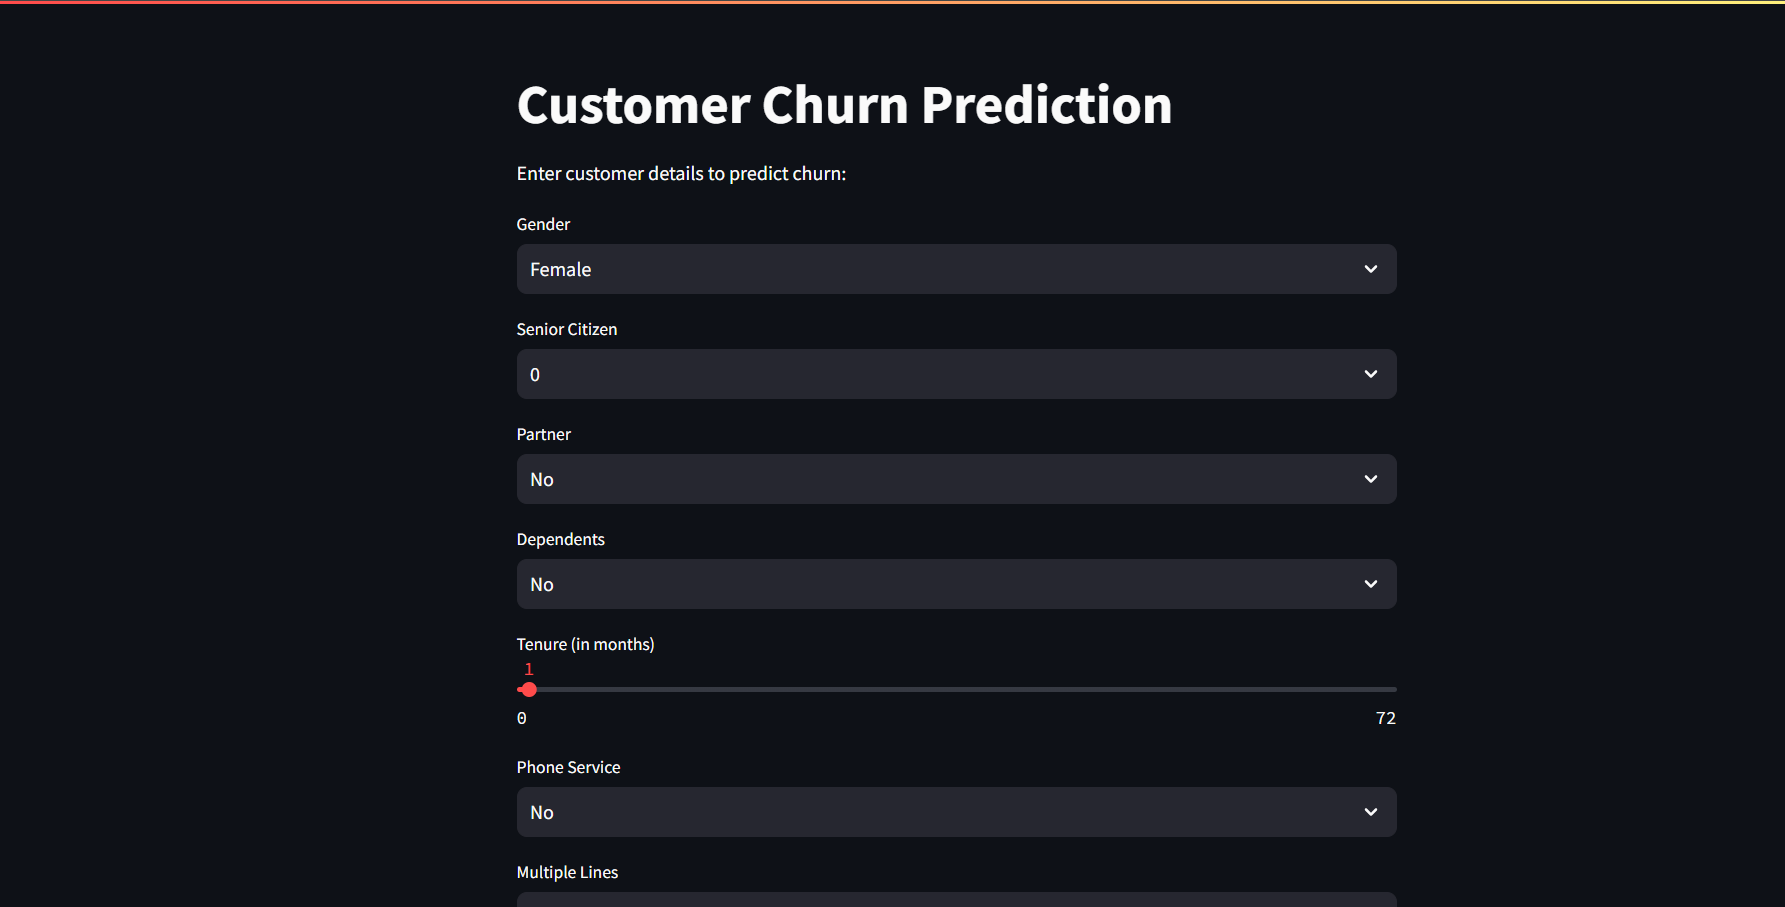 Customer Churn Prediction
Enter customer details to predict churn:
Gender
Female
Senior Citizen
0
Partner
No
Dependents
No
Tenure (in months)
1
0 72
Phone Service
No
Multiple Lines